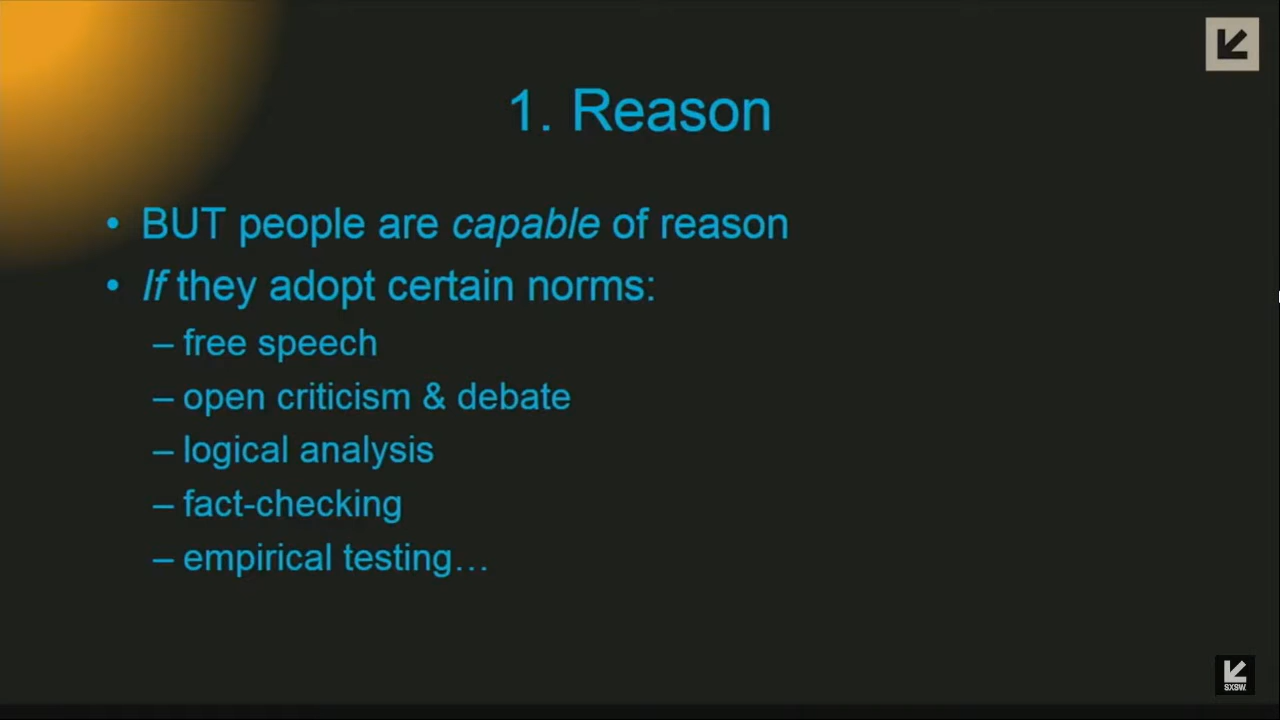 1. Reason
• BUT people are capable of reason
• If they adopt certain norms:
– free speech
– open criticism & debate
– logical analysis
– fact-checking
– empirical testing…
SXSW.